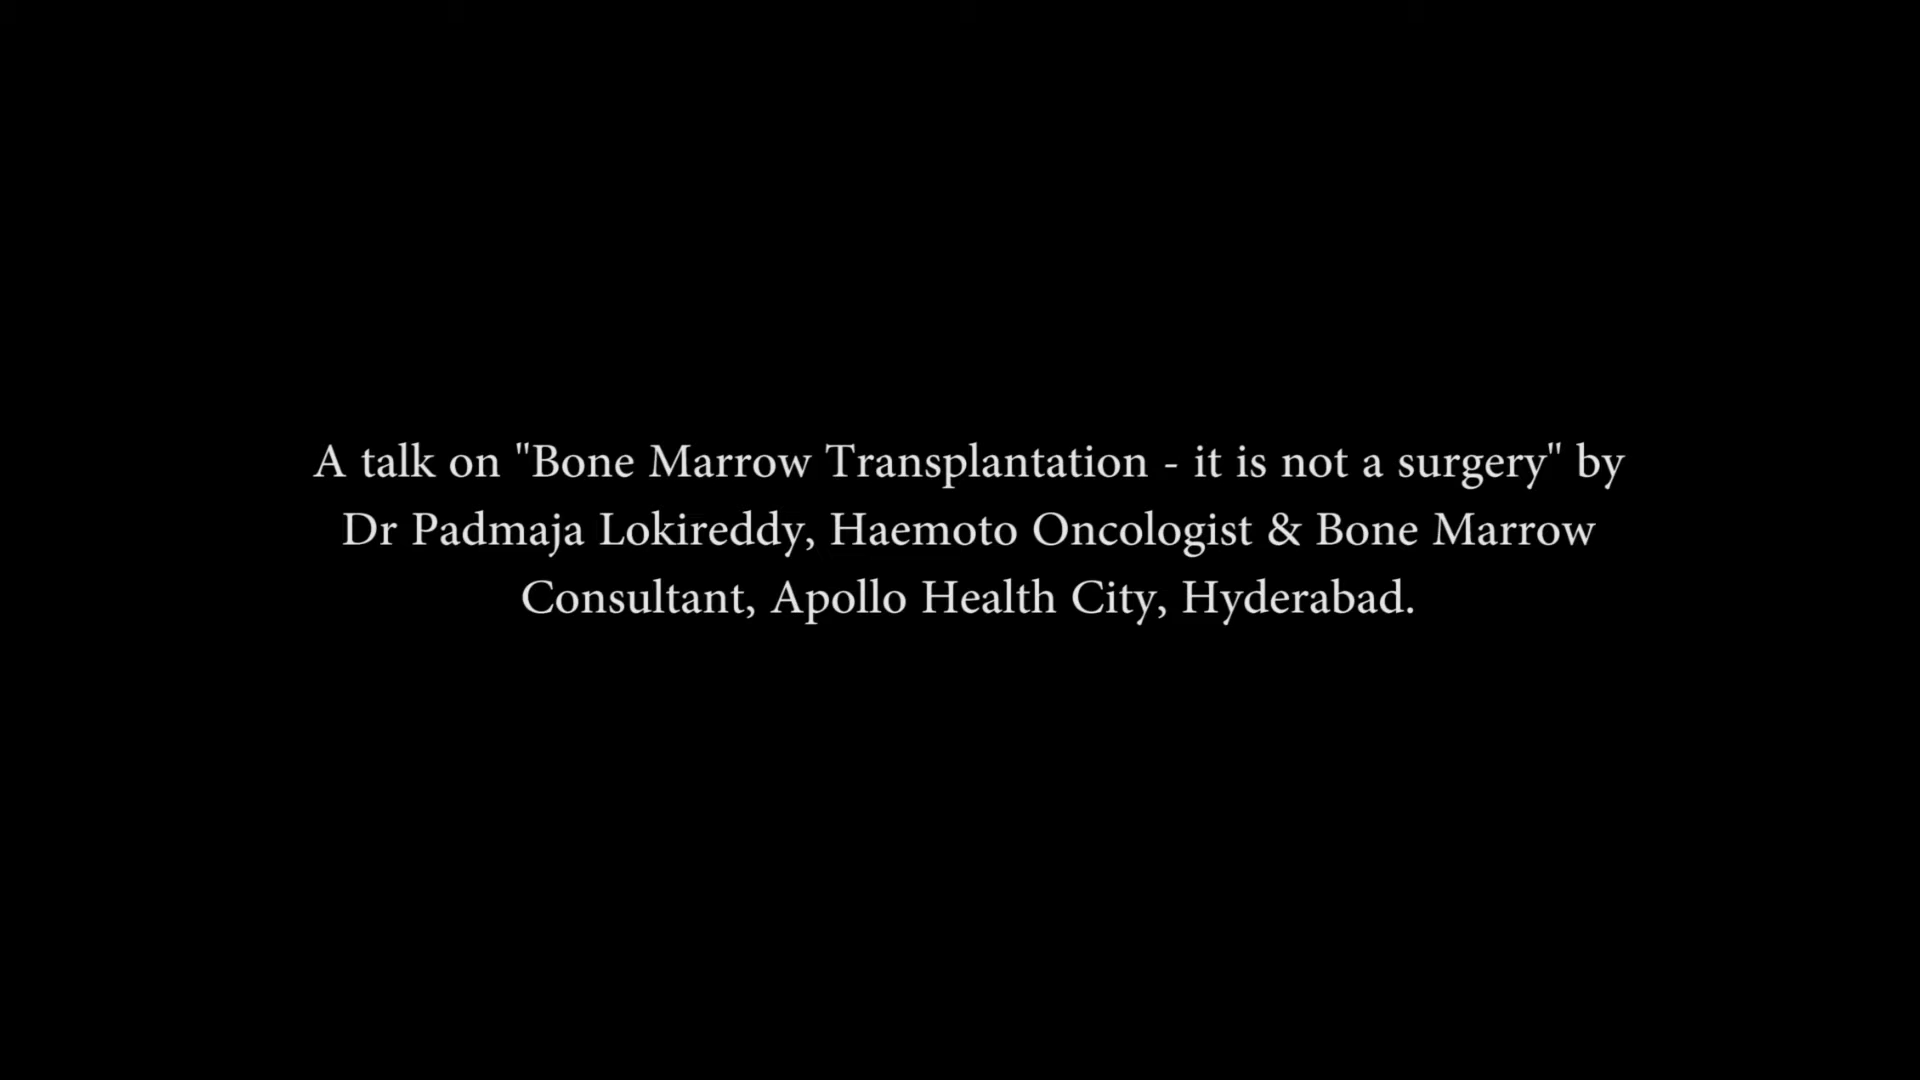 A talk on "Bone Marrow Transplantation - it is not a surgery" by
Dr Padmaja Lokireddy, Haemoto Oncologist & Bone Marrow
Consultant, Apollo Health City, Hyderabad.